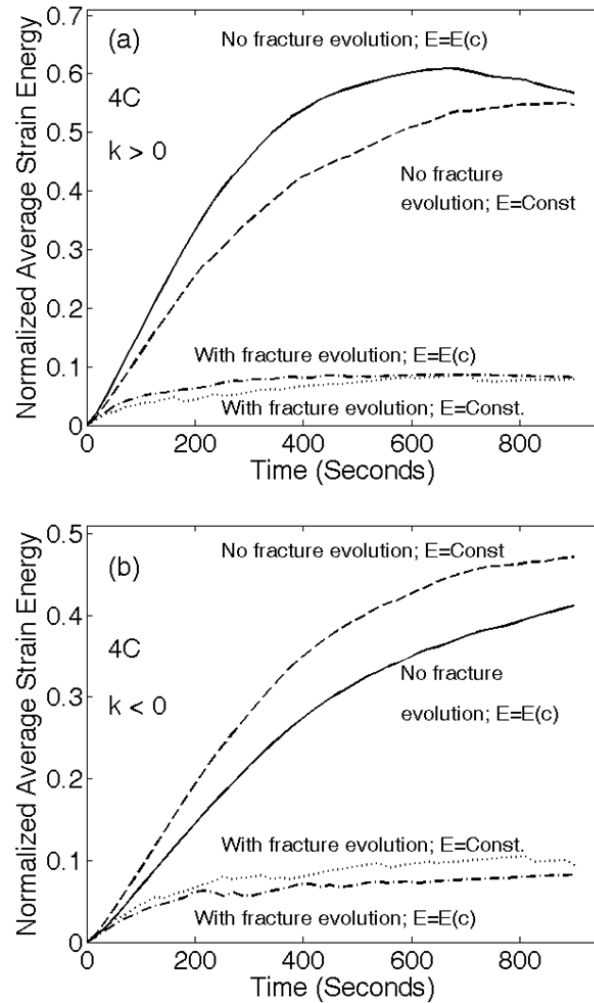 0.7
(a)
No fracture evolution; E=E(c)
0.6
4C
0.5
k > 0
0.4
No fracture
evolution; E=Const
0.3
0.2
With fracture evolution; E=E(c)
0.1
With fracture evolution; E=Const.
0
0 200 400 600 800
Time (Seconds)
Normalized Average Strain Energy
0.5
(b)
No fracture evolution; E=Const
0.4
4C
k < 0
No fracture
0.3
evolution; E=E(c)
0.2
With fracture evolution; E=Const.
0.1
With fracture evolution; E=E(c)
0
0 200 400 600 800
Time (Seconds)
Normalized Average Strain Energy